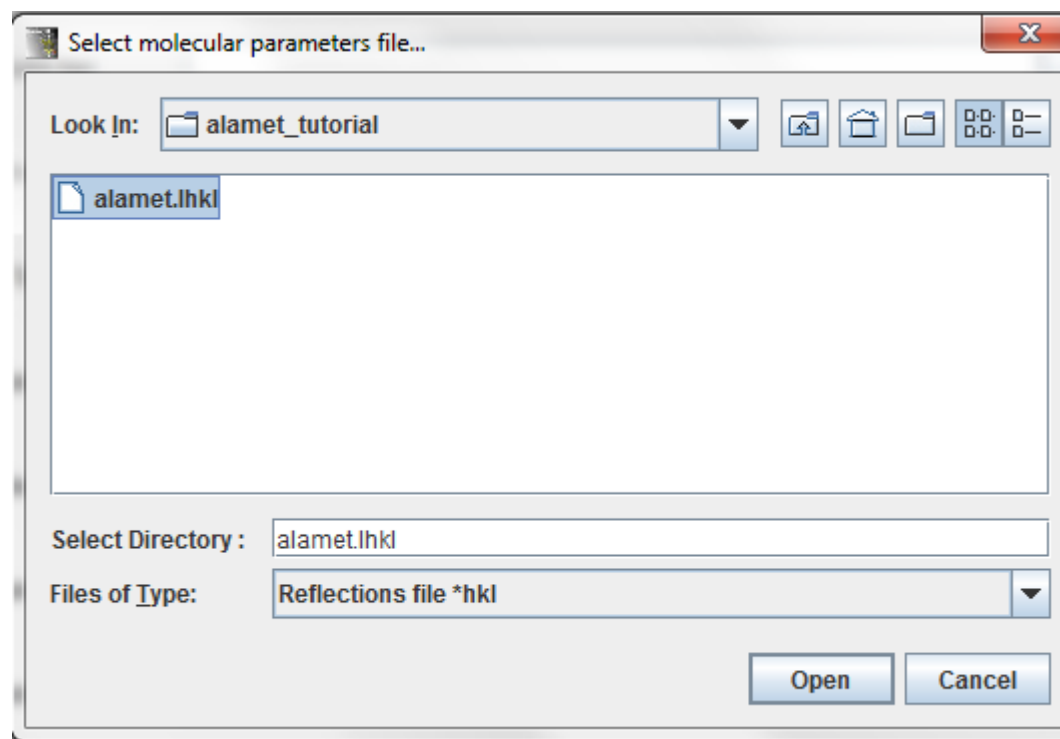 Select molecular parameters file...
Look In: alamet_tutorial
alamet.lhkl
Select Directory : alamet.lhkl
Files of Type: Reflections file *hkl
Open Cancel